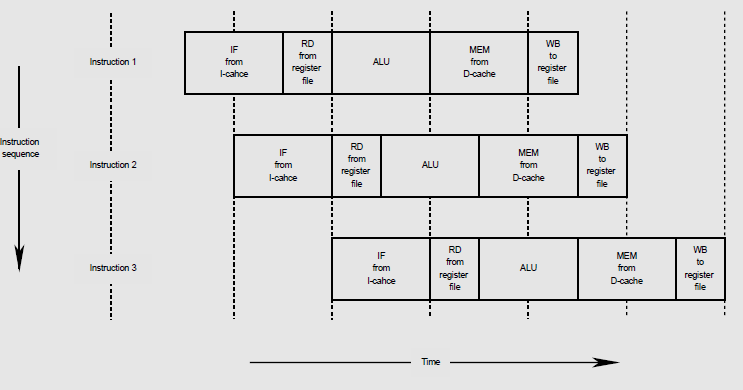 Instruction 1
IF
from
I-cahce
RD
from
register
file
ALU
MEM
from
D-cache
WB
to
register
file
Instruction
sequence
Instruction 2
IF
from
I-cahce
RD
from
register
file
ALU
MEM
from
D-cache
WB
to
register
file
Instruction 3
IF
from
I-cahce
RD
from
register
file
ALU
MEM
from
D-cache
WB
to
register
file
Time